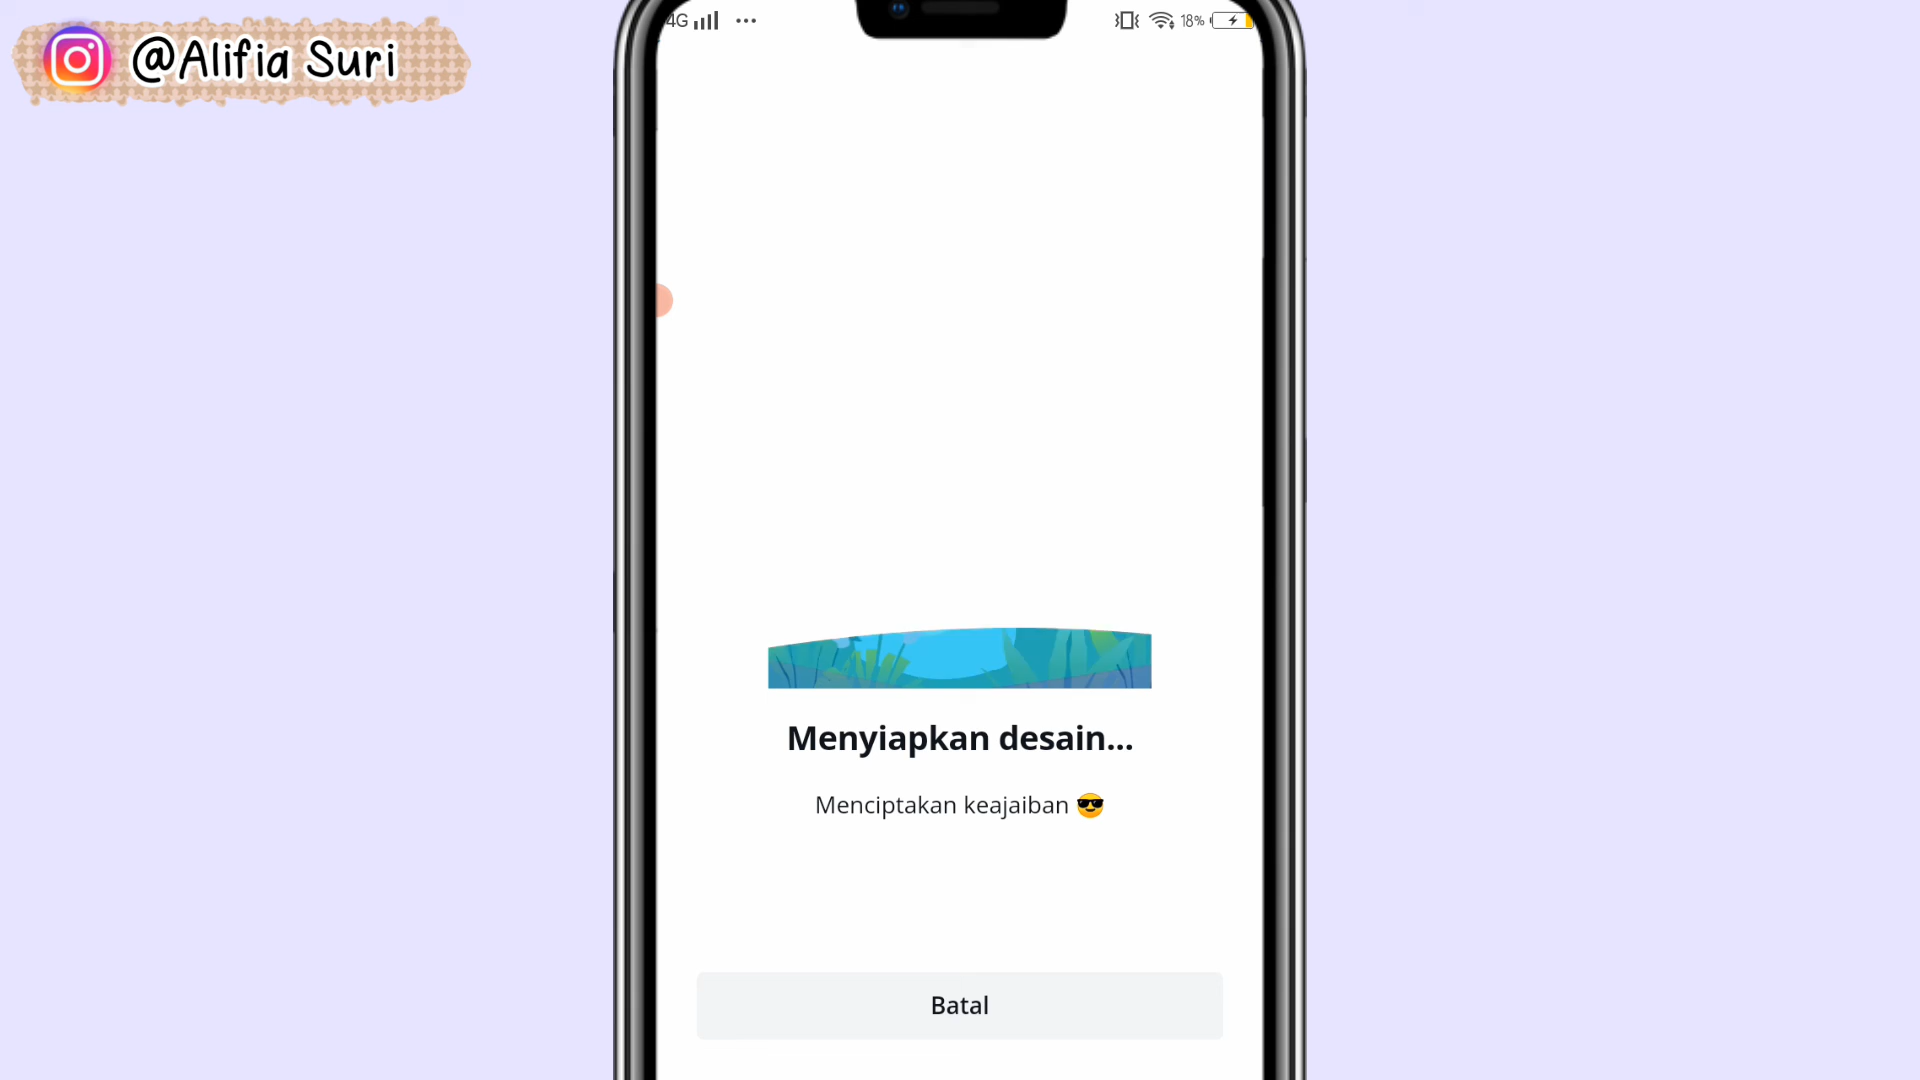 @Alifia Suri
4G 18%
Menyiapkan desain...
Menciptakan keajaiban 😎
Batal